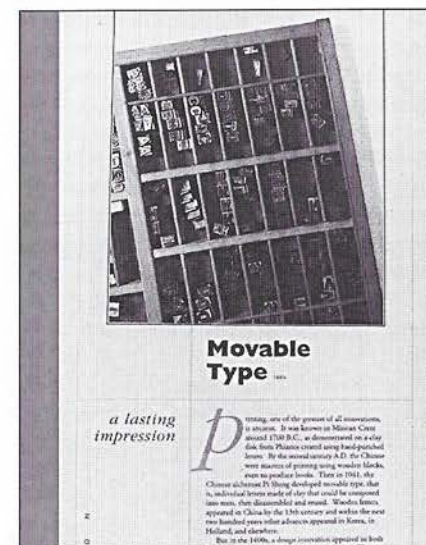 Movable
Type
a lasting
impression
Printing, one of the greatest of all innovations,
is ancient. It was known in Minoan Crete
around 1700 B.C., as demonstrated on a clay
disk from Phaistos created using hand-punched
letters. By the second century A.D. the Chinese
were masters of printing using wooden blocks,
even to produce books. Then in 1041, the
Chinese alchemist Pi Sheng developed movable type, that
is, individual letters made of clay that could be composed
into text, then disassembled and reused. Wooden letters
appeared in China by the 13th century and within the next
two hundred years other advances appeared in Korea, in
Holland, and elsewhere.
But in the 1400s, a design innovation appeared in both
N